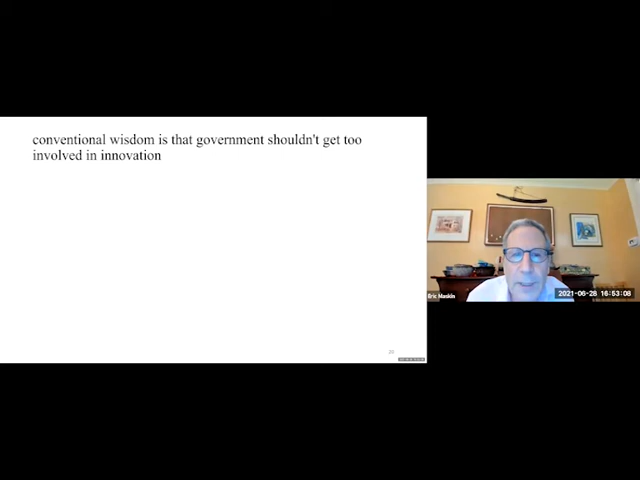 conventional wisdom is that government shouldn't get too
involved in innovation
Eric Maskin
2021-06-28 16:53:08